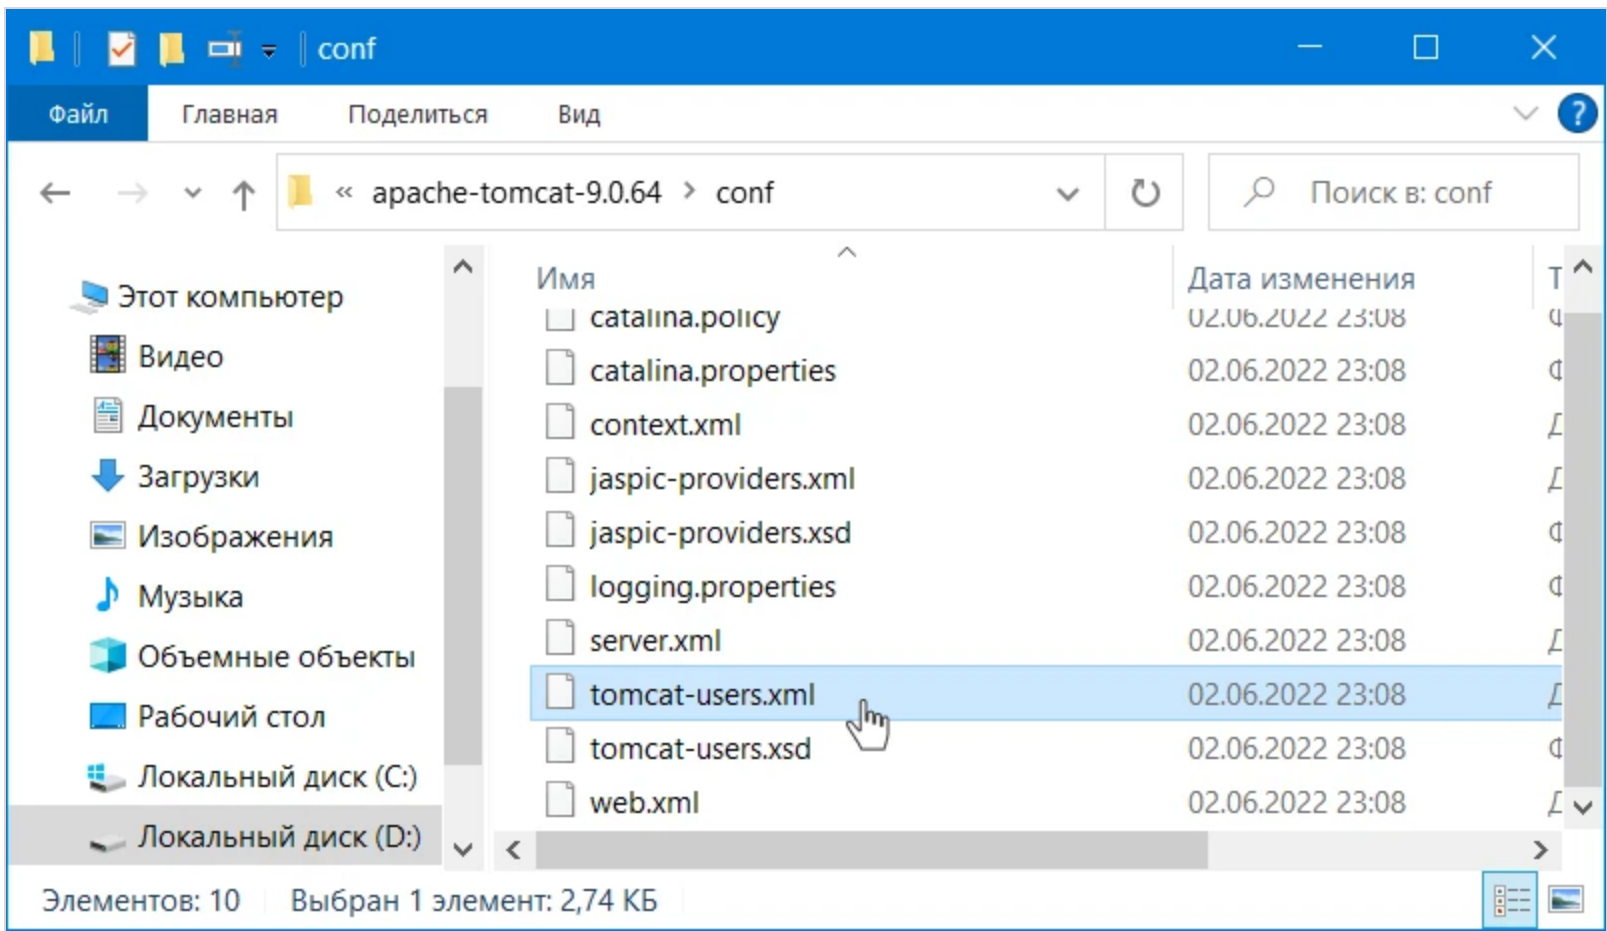 conf
Файл Главная Поделиться Вид
?
« apache-tomcat-9.0.64 > conf
Поиск в: conf
Этот компьютер
Видео
Документы
Загрузки
Изображения
Музыка
Объемные объекты
Рабочий стол
Локальный диск (C:)
Локальный диск (D:)
Имя Дата изменения Т
catalina.policy 02.06.2022 23:08
catalina.properties 02.06.2022 23:08
context.xml 02.06.2022 23:08
jaspic-providers.xml 02.06.2022 23:08
jaspic-providers.xsd 02.06.2022 23:08
logging.properties 02.06.2022 23:08
server.xml 02.06.2022 23:08
tomcat-users.xml 02.06.2022 23:08
tomcat-users.xsd 02.06.2022 23:08
web.xml 02.06.2022 23:08
Элементов: 10 Выбран 1 элемент: 2,74 КБ